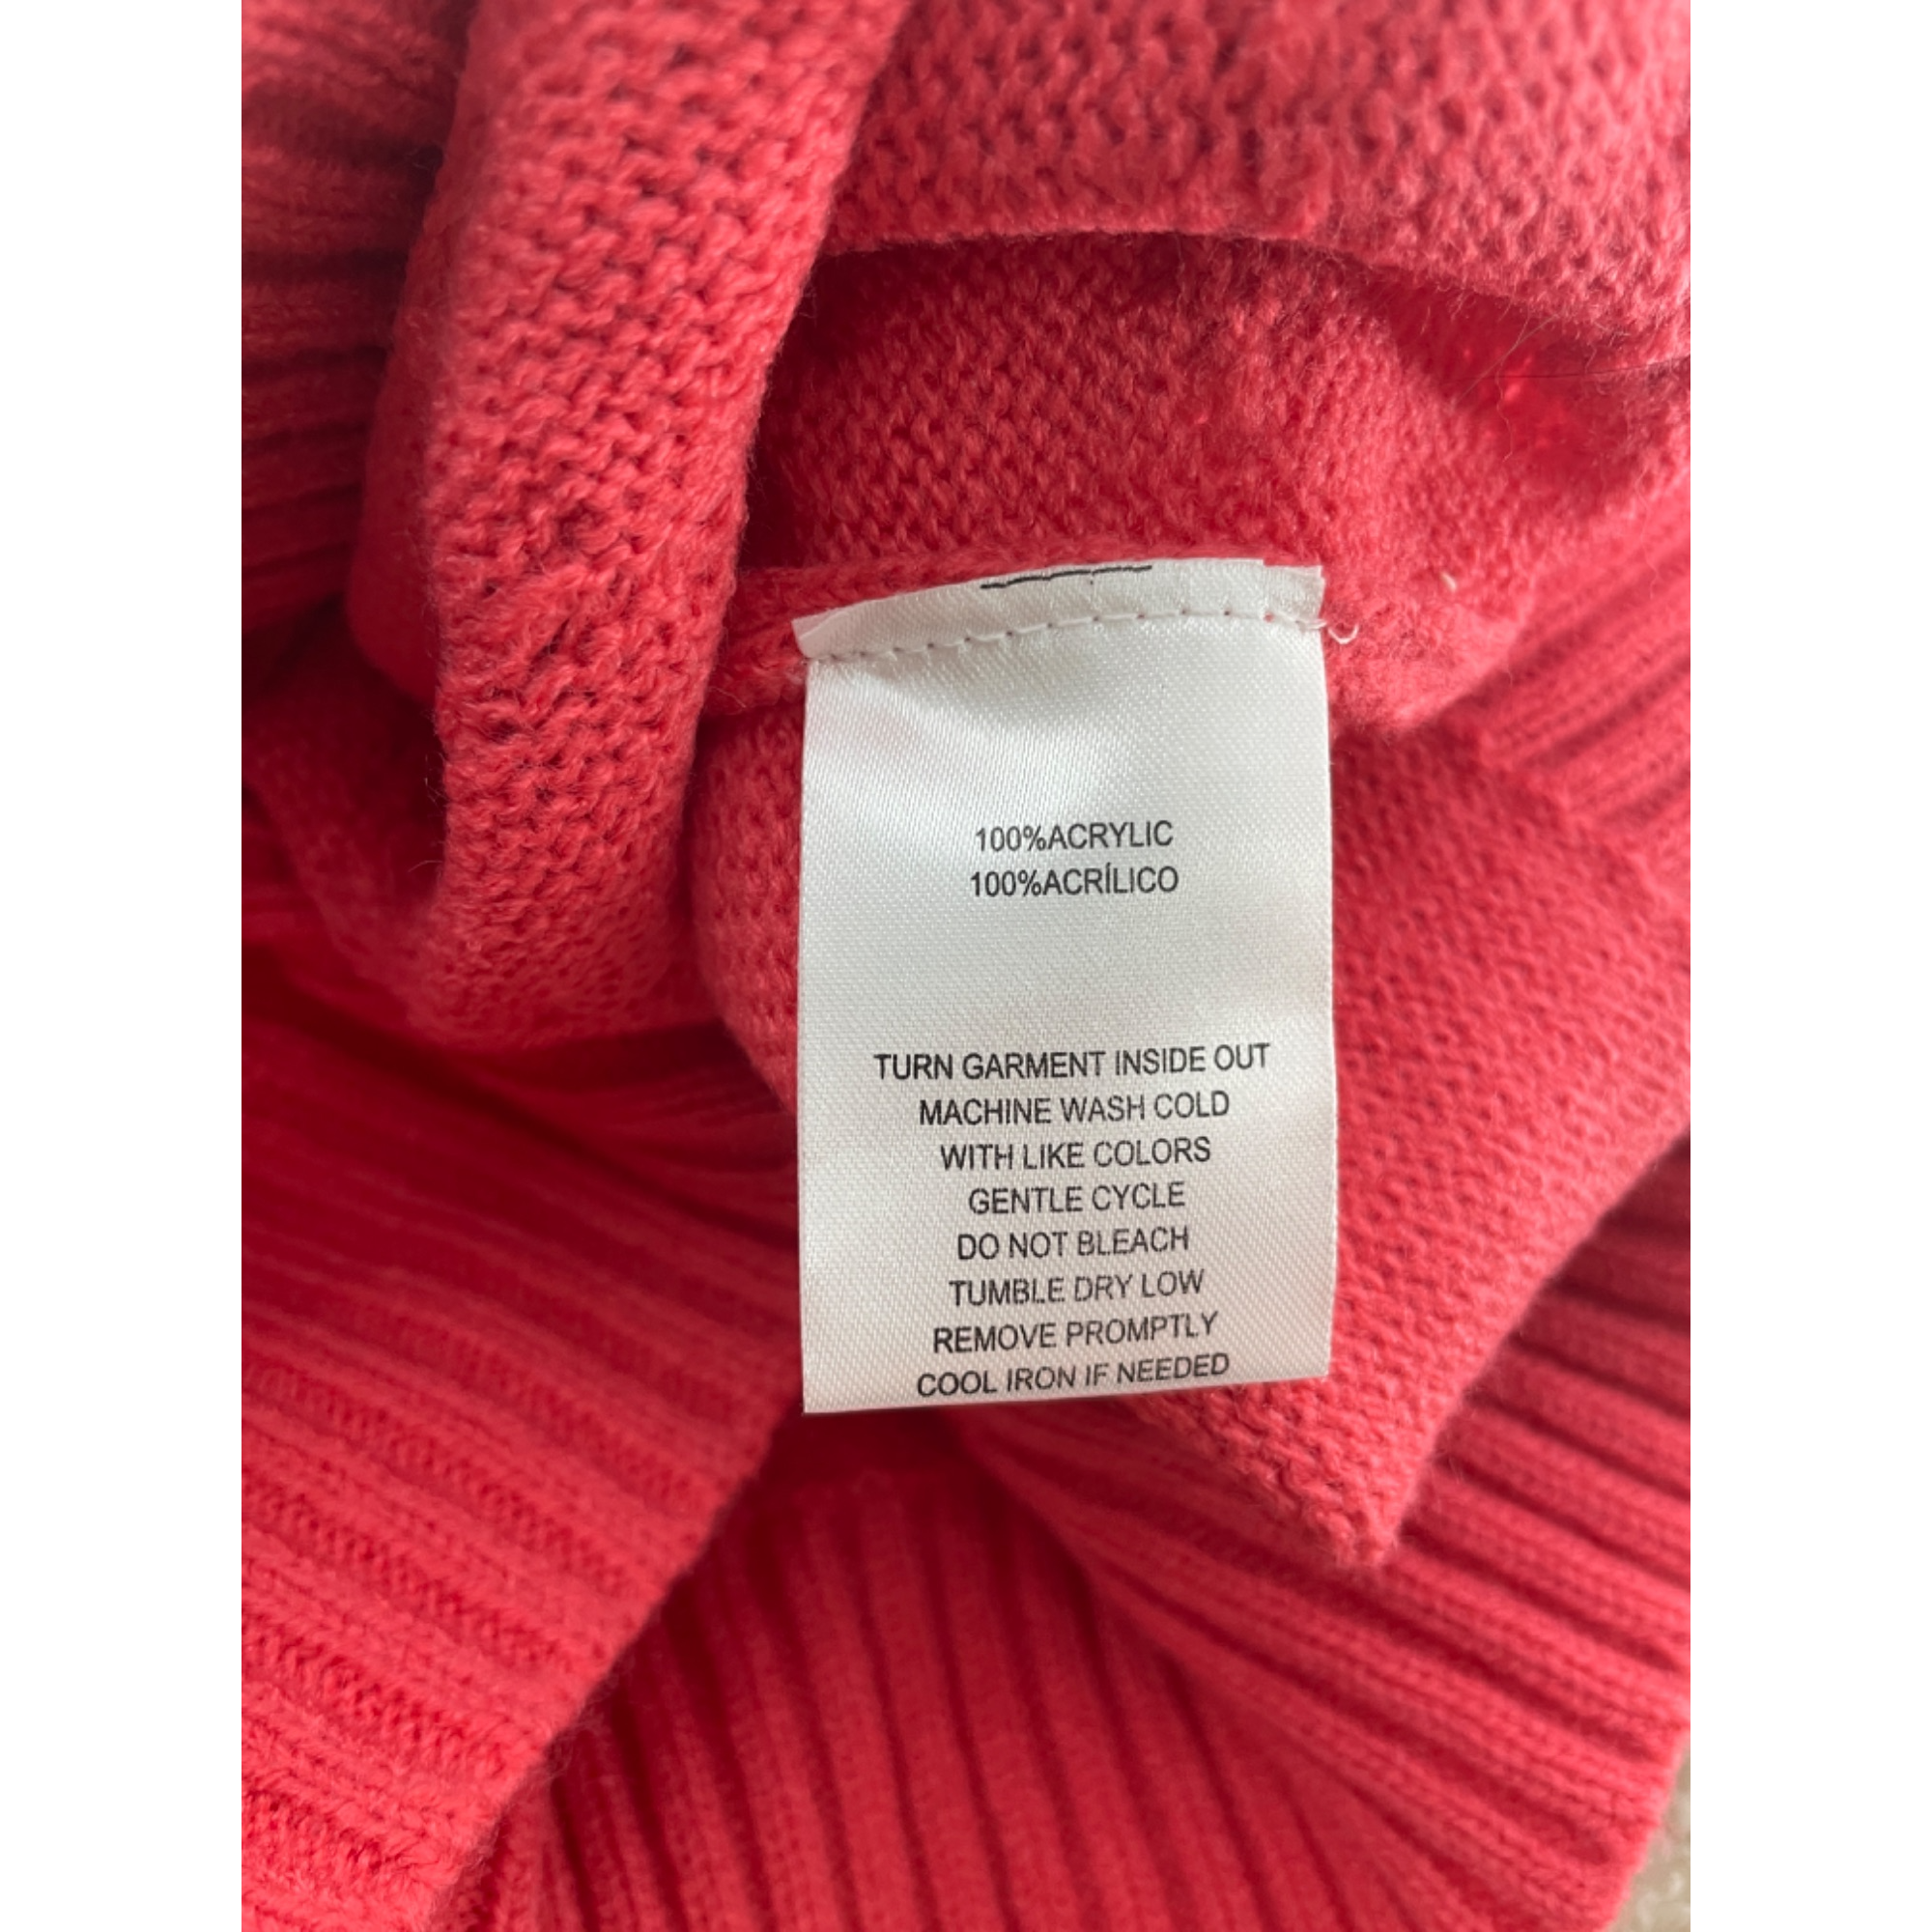 100%ACRYLIC
100%ACRÍLICO
TURN GARMENT INSIDE OUT
MACHINE WASH COLD
WITH LIKE COLORS
GENTLE CYCLE
DO NOT BLEACH
TUMBLE DRY LOW
REMOVE PROMPTLY
COOL IRON IF NEEDED